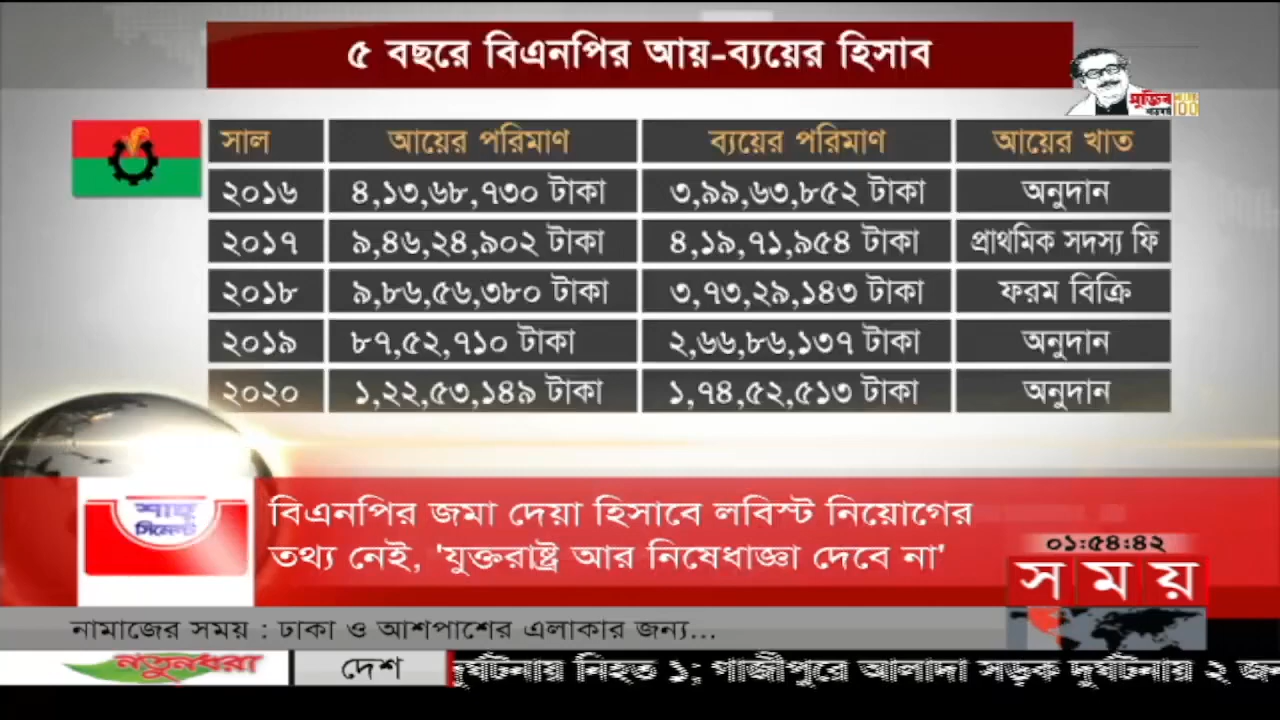 ৫ বছরে বিএনপির আয়-ব্যয়ের হিসাব
মুজিব
100
সাল আয়ের পরিমাণ ব্যয়ের পরিমাণ আয়ের খাত
২০১৬ ৪,১৩,৬৮,৭৩০ টাকা ৩,৯৯,৬৩,৮৫২ টাকা অনুদান
২০১৭ ৯,৪৬,২৪,৯০২ টাকা ৪,১৯,৭১,৯৫৪ টাকা প্রাথমিক সদস্য ফি
২০১৮ ৯,৮৬,৫৬,৩৮০ টাকা ৩,৭৩,২৯,১৪৩ টাকা ফরম বিক্রি
২০১৯ ৮৭,৫২,৭১০ টাকা ২,৬৬,৮৬,১৩৭ টাকা অনুদান
২০২০ ১,২২,৫৩,১৪৯ টাকা ১,৭৪,৫২,৫১৩ টাকা অনুদান
শাহ্
সিমেন্ট
বিএনপির জমা দেয়া হিসাবে লবিস্ট নিয়োগের
তথ্য নেই, 'যুক্তরাষ্ট্র আর নিষেধাজ্ঞা দেবে না'
০১:৫৪:৪২
সময়
নামাজের সময় : ঢাকা ও আশপাশের এলাকার জন্য...
নতুনধরা দেশ দুর্ঘটনায় নিহত ১; গাজীপুরে আলাদা সড়ক দুর্ঘটনায় ২ জন